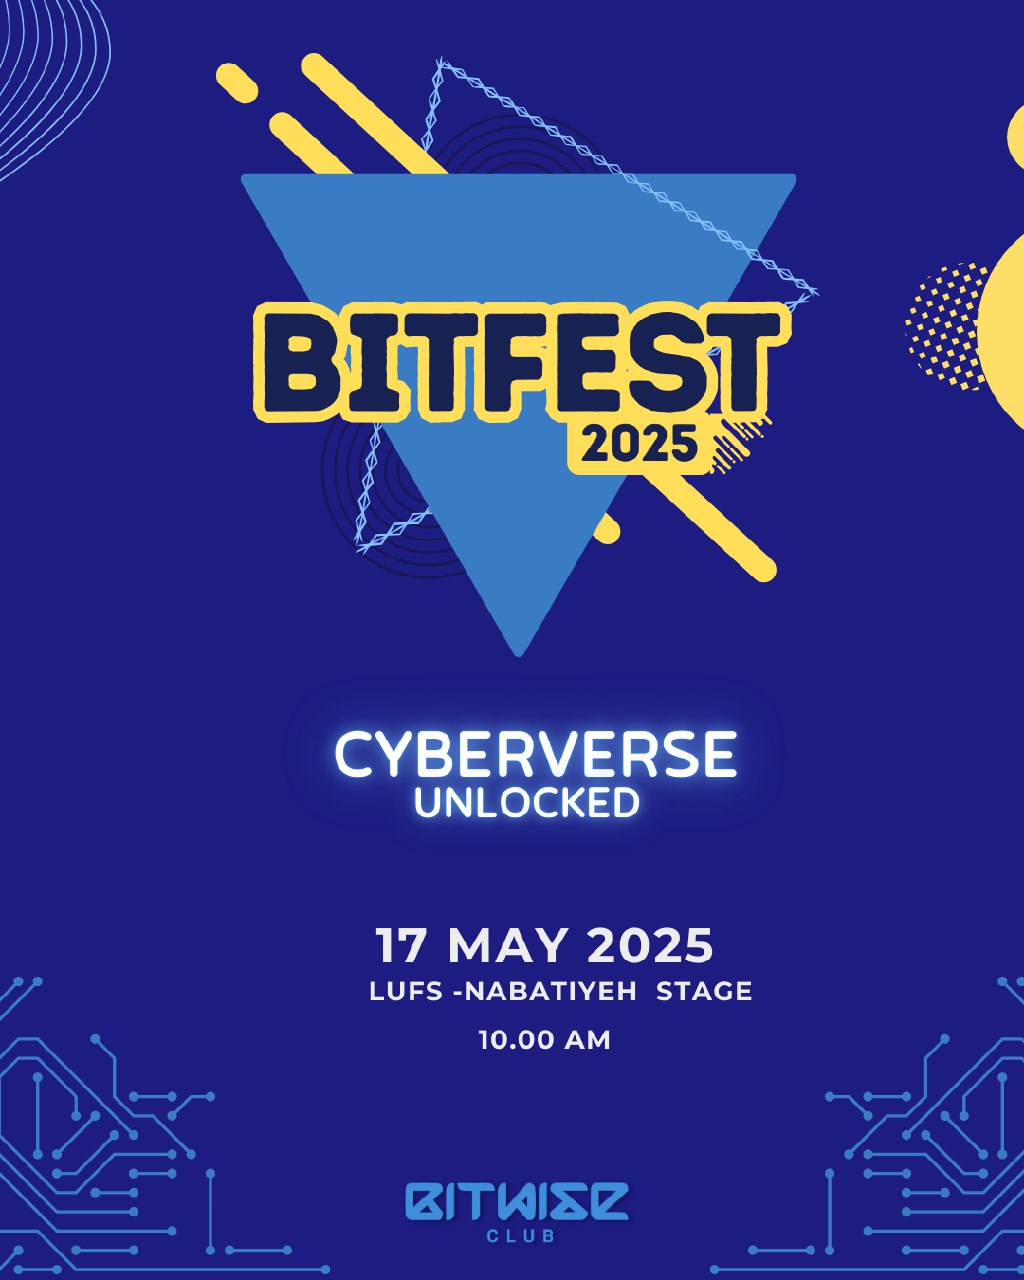 BITFEST
2025
CYBERVERSE
UNLOCKED
17 MAY 2025
LUFS -NABATIYEH STAGE
10.00 AM
BITWISE
CLUB